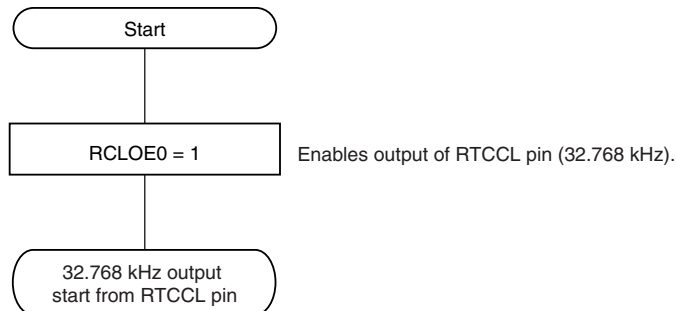 Start
RCLOE0 = 1
Enables output of RTCCL pin (32.768 kHz).
32.768 kHz output
start from RTCCL pin